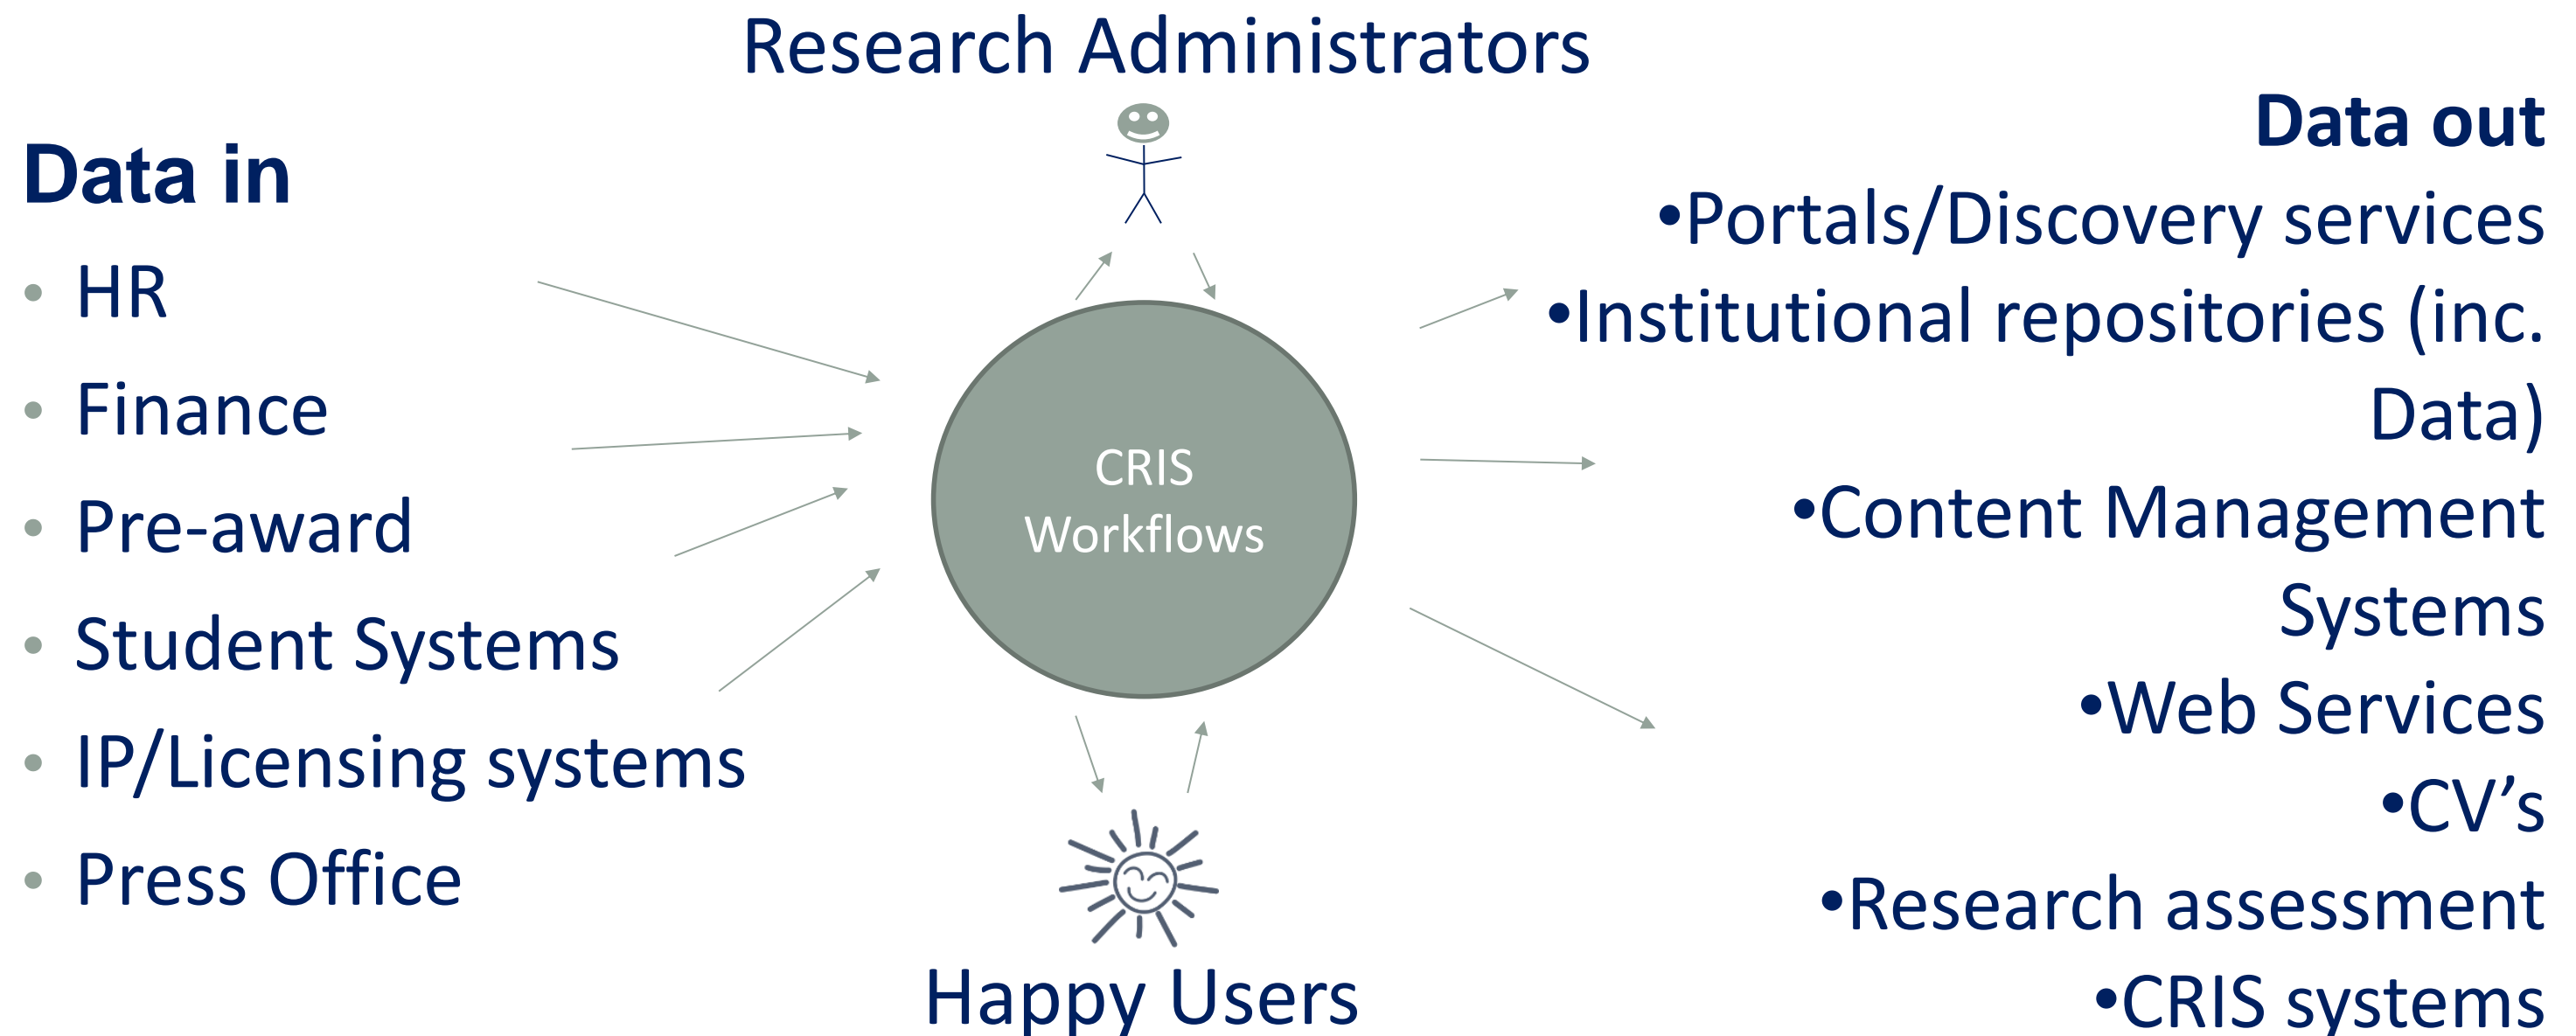 Research Administrators
Data in
• HR
• Finance
• Pre-award
• Student Systems
• IP/Licensing systems
• Press Office
CRIS
Workflows
Happy Users
Data out
•Portals/Discovery services
•Institutional repositories (inc.
Data)
•Content Management
Systems
•Web Services
•CV’s
•Research assessment
•CRIS systems